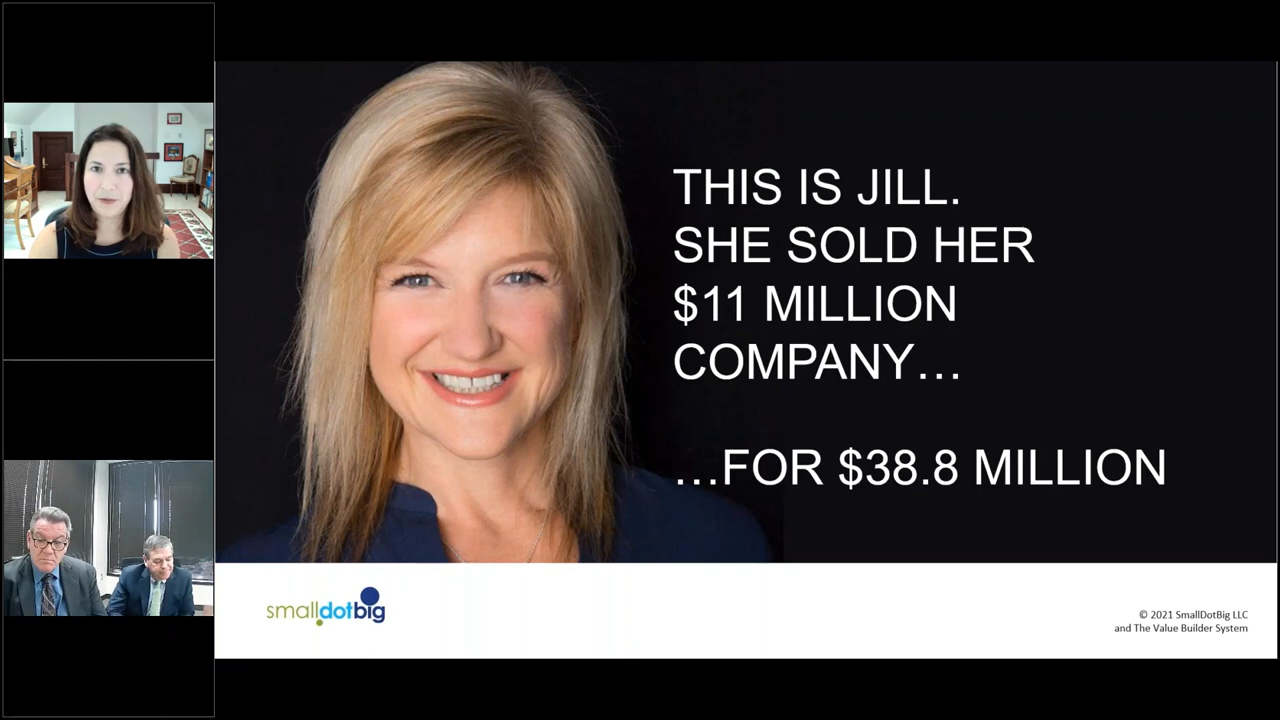 THIS IS JILL.
SHE SOLD HER
$11 MILLION
COMPANY…
…FOR $38.8 MILLION
smalldotbig
© 2021 SmallDotBig LLC
and The Value Builder System